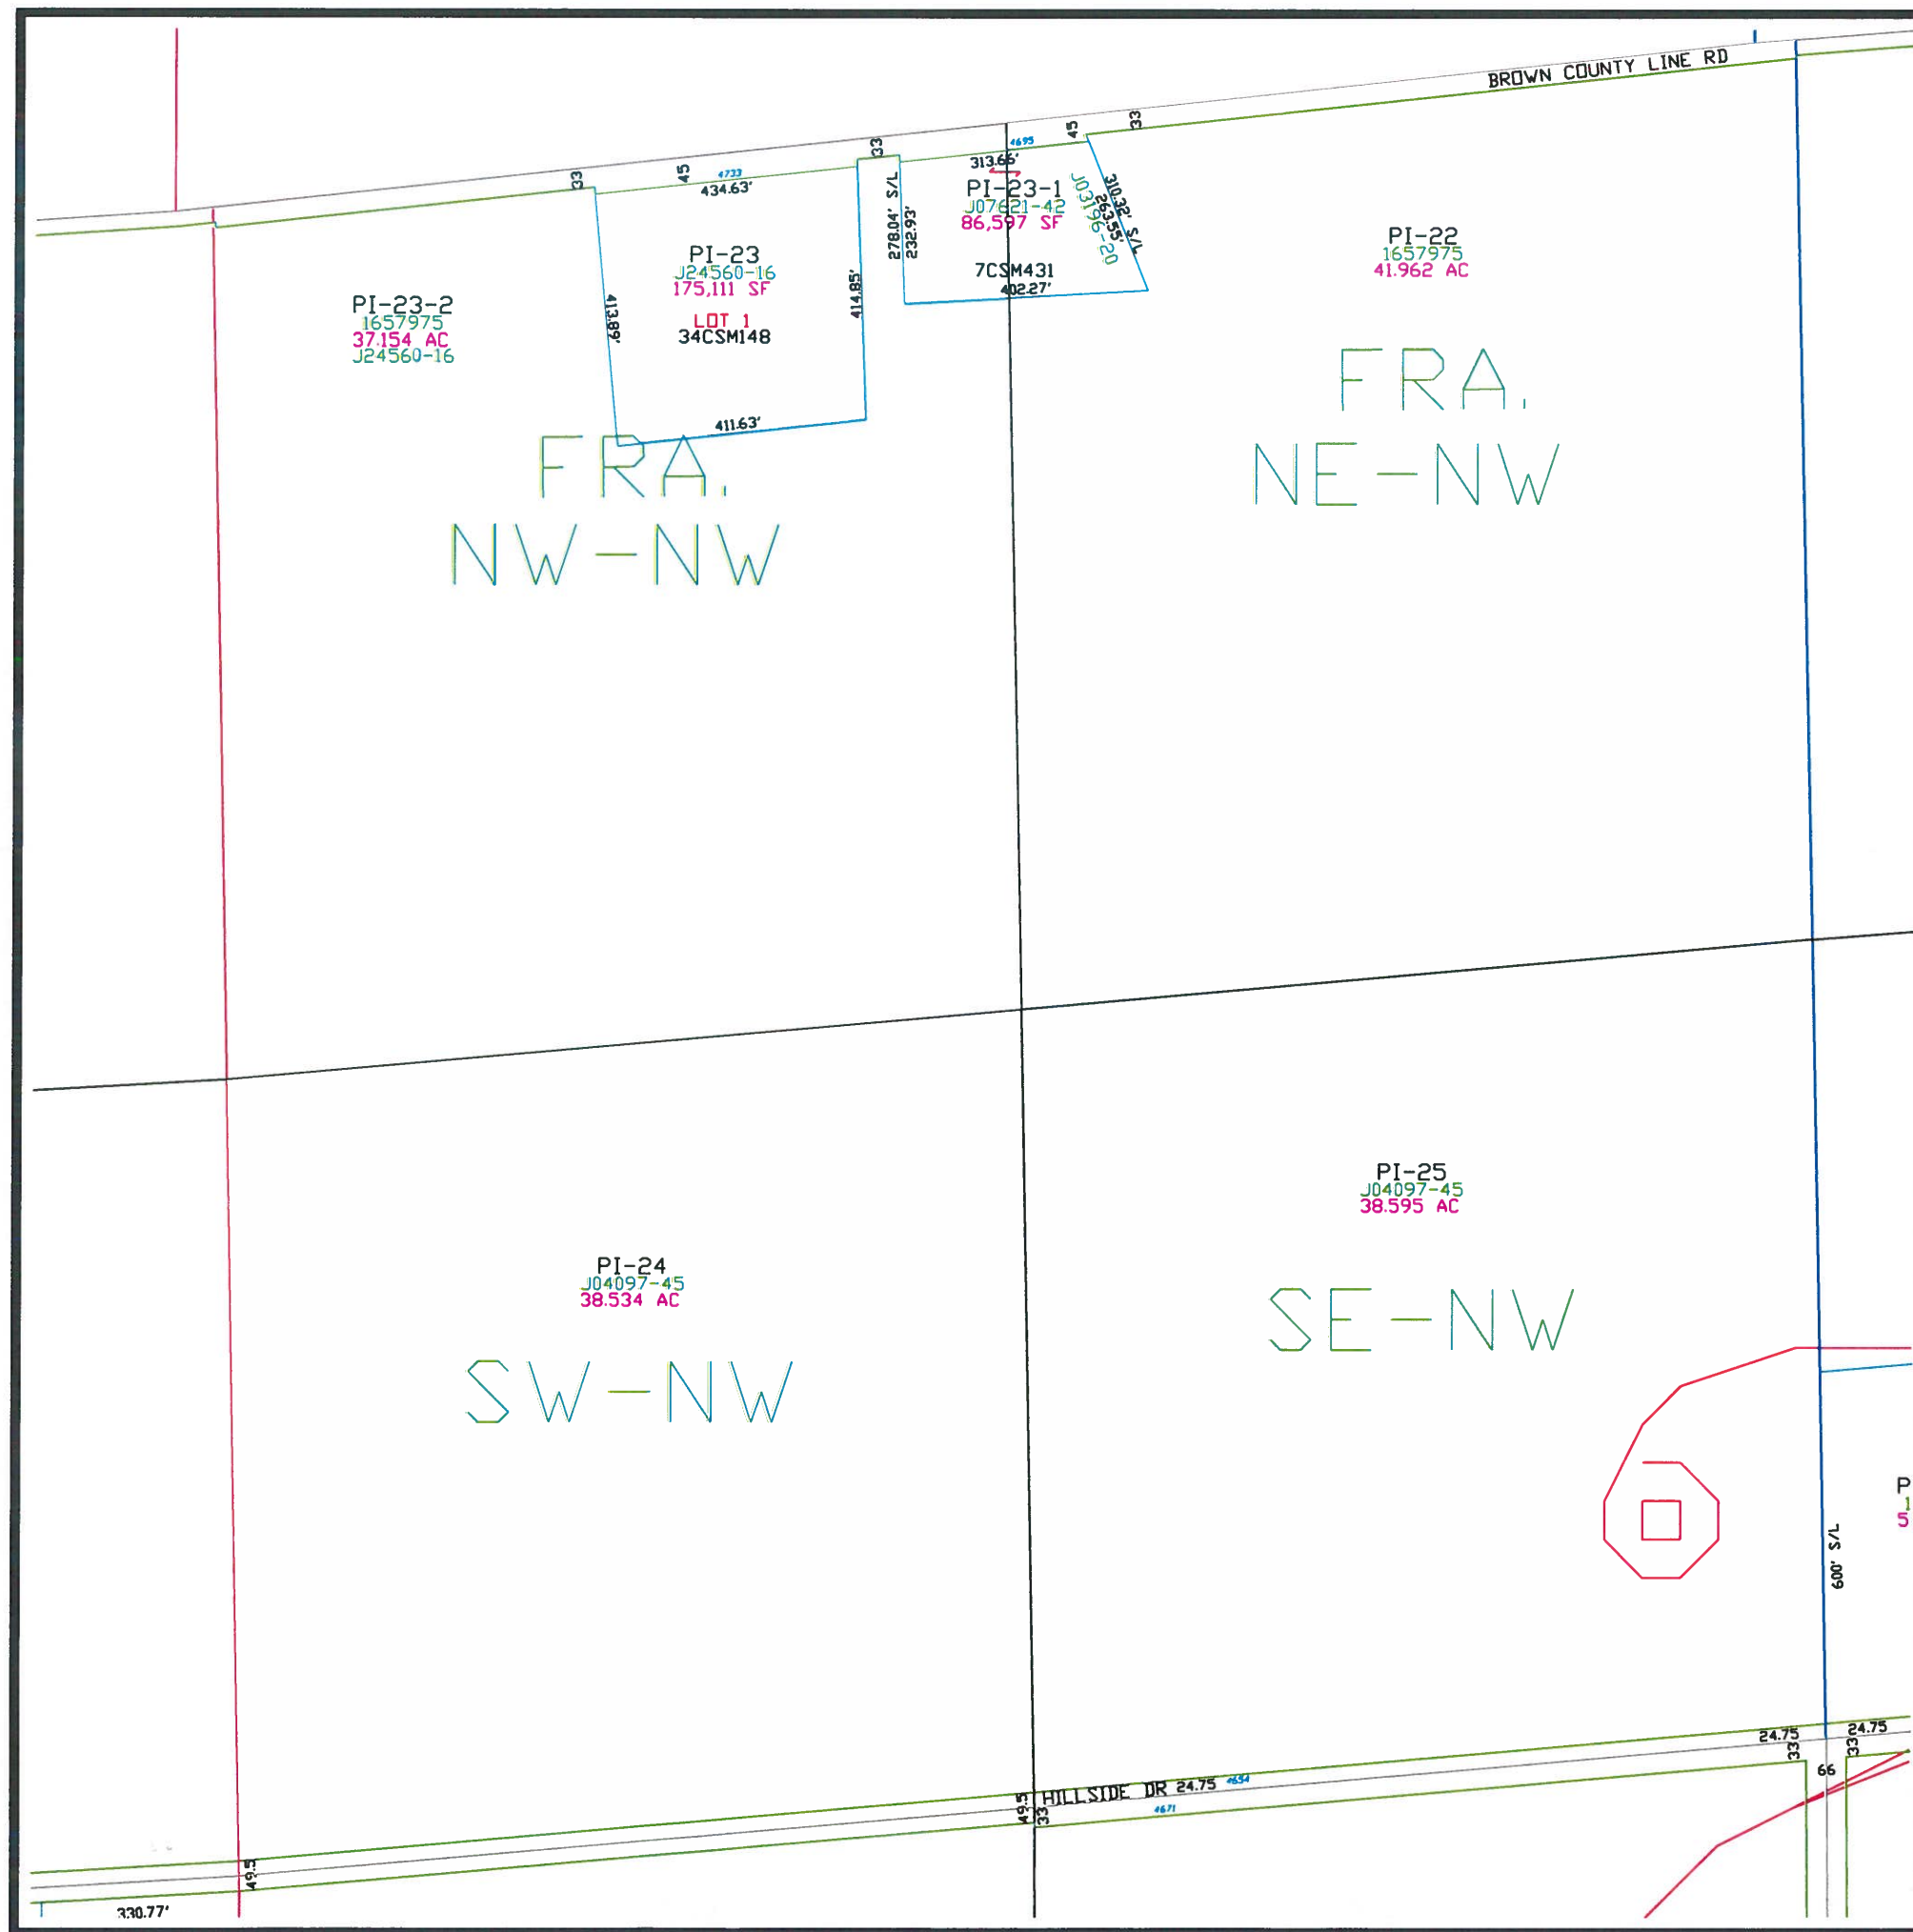 BROWN COUNTY LINE RD
33
45
4733
434.63'
33
4695
313.66'
45
33
PI-23-2
1657975
37.154 AC
J24560-16
413.89'
PI-23
J24560-16
175,111 SF
LOT 1
34CSM148
411.63'
414.85'
278.04' S/L
232.93'
PI-23-1
J07621-42
86,597 SF
7CSM431
402.27'
J03196-20
263.55'
310.32' S/L
PI-22
1657975
41.962 AC
FRA.
NW-NW
FRA.
NE-NW
PI-24
J04097-45
38.534 AC
SW-NW
PI-25
J04097-45
38.595 AC
SE-NW
P
1
5
600' S/L
HILLSIDE DR 24.75
4654
4671
49.5
33
24.75
24.75
33
33
66
49.5
330.77'